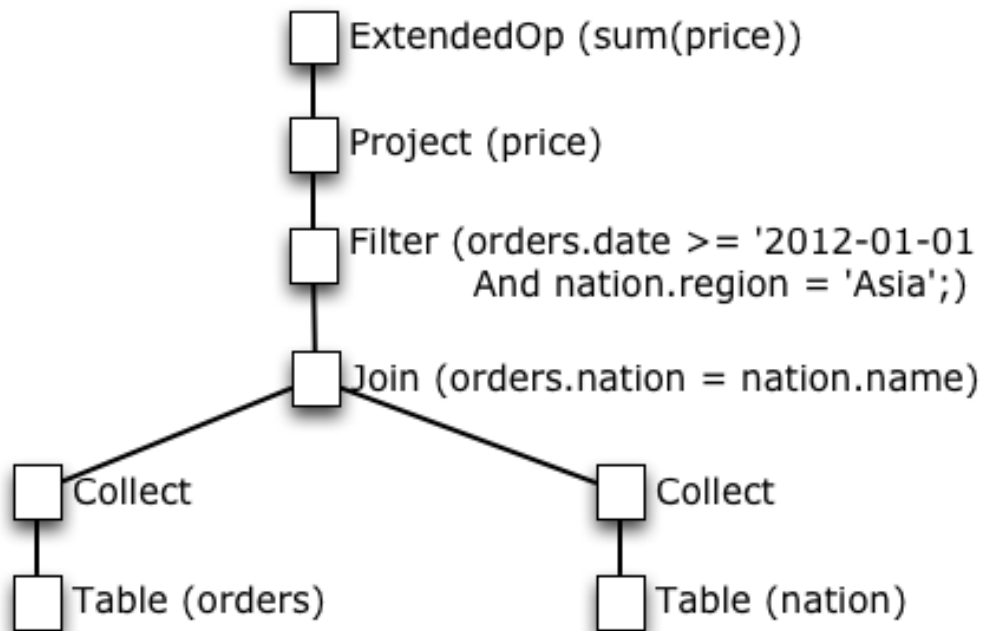 ExtendedOp (sum(price))
Project (price)
Filter (orders.date >= '2012-01-01
And nation.region = 'Asia';)
Join (orders.nation = nation.name)
Collect
Collect
Table (orders)
Table (nation)